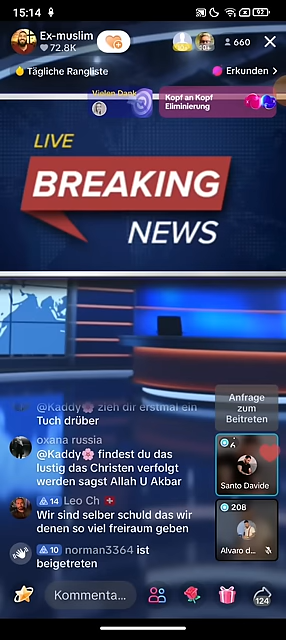 15:14
92
Ex-muslim
72.8K
60+
660
Tägliche Rangliste
Erkunden
Vielen Dank
Kopf an Kopf
Eliminierung
LIVE
BREAKING
NEWS
@Kaddy🌸 zieh dir erstmal ein
Tuch drüber
oxana russia
@Kaddy🌸 findest du das
lustig das Christen verfolgt
werden sagst Allah U Akbar
14 Leo Ch 🇨🇭
Wir sind selber schuld das wir
denen so viel freiraum geben
10 norman3364 ist
beigetreten
Anfrage
zum
Beitreten
Santo Davide
208
Alvaro d...
Kommenta...
124